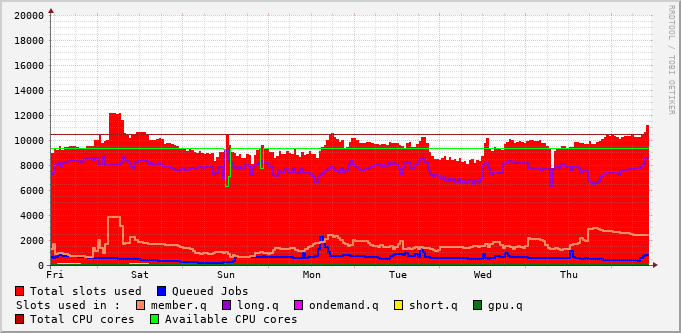 20000
18000
16000
14000
12000
10000
8000
6000
4000
2000
0
Fri Sat Sun Mon Tue Wed Thu
Total slots used Queued Jobs
Slots used in : member.q long.q ondemand.q short.q gpu.q
Total CPU cores Available CPU cores
RRDTOOL / TOBI OETIKER